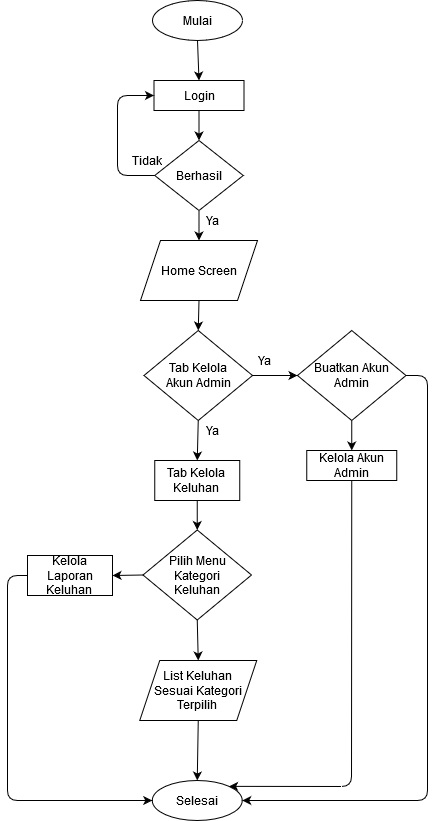 Mulai
Login
Tidak
Berhasil
Ya
Home Screen
Tab Kelola
Akun Admin
Ya
Buatkan Akun
Admin
Ya
Kelola Akun
Admin
Tab Kelola
Keluhan
Pilih Menu
Kategori
Keluhan
Kelola
Laporan
Keluhan
List Keluhan
Sesuai Kategori
Terpilih
Selesai